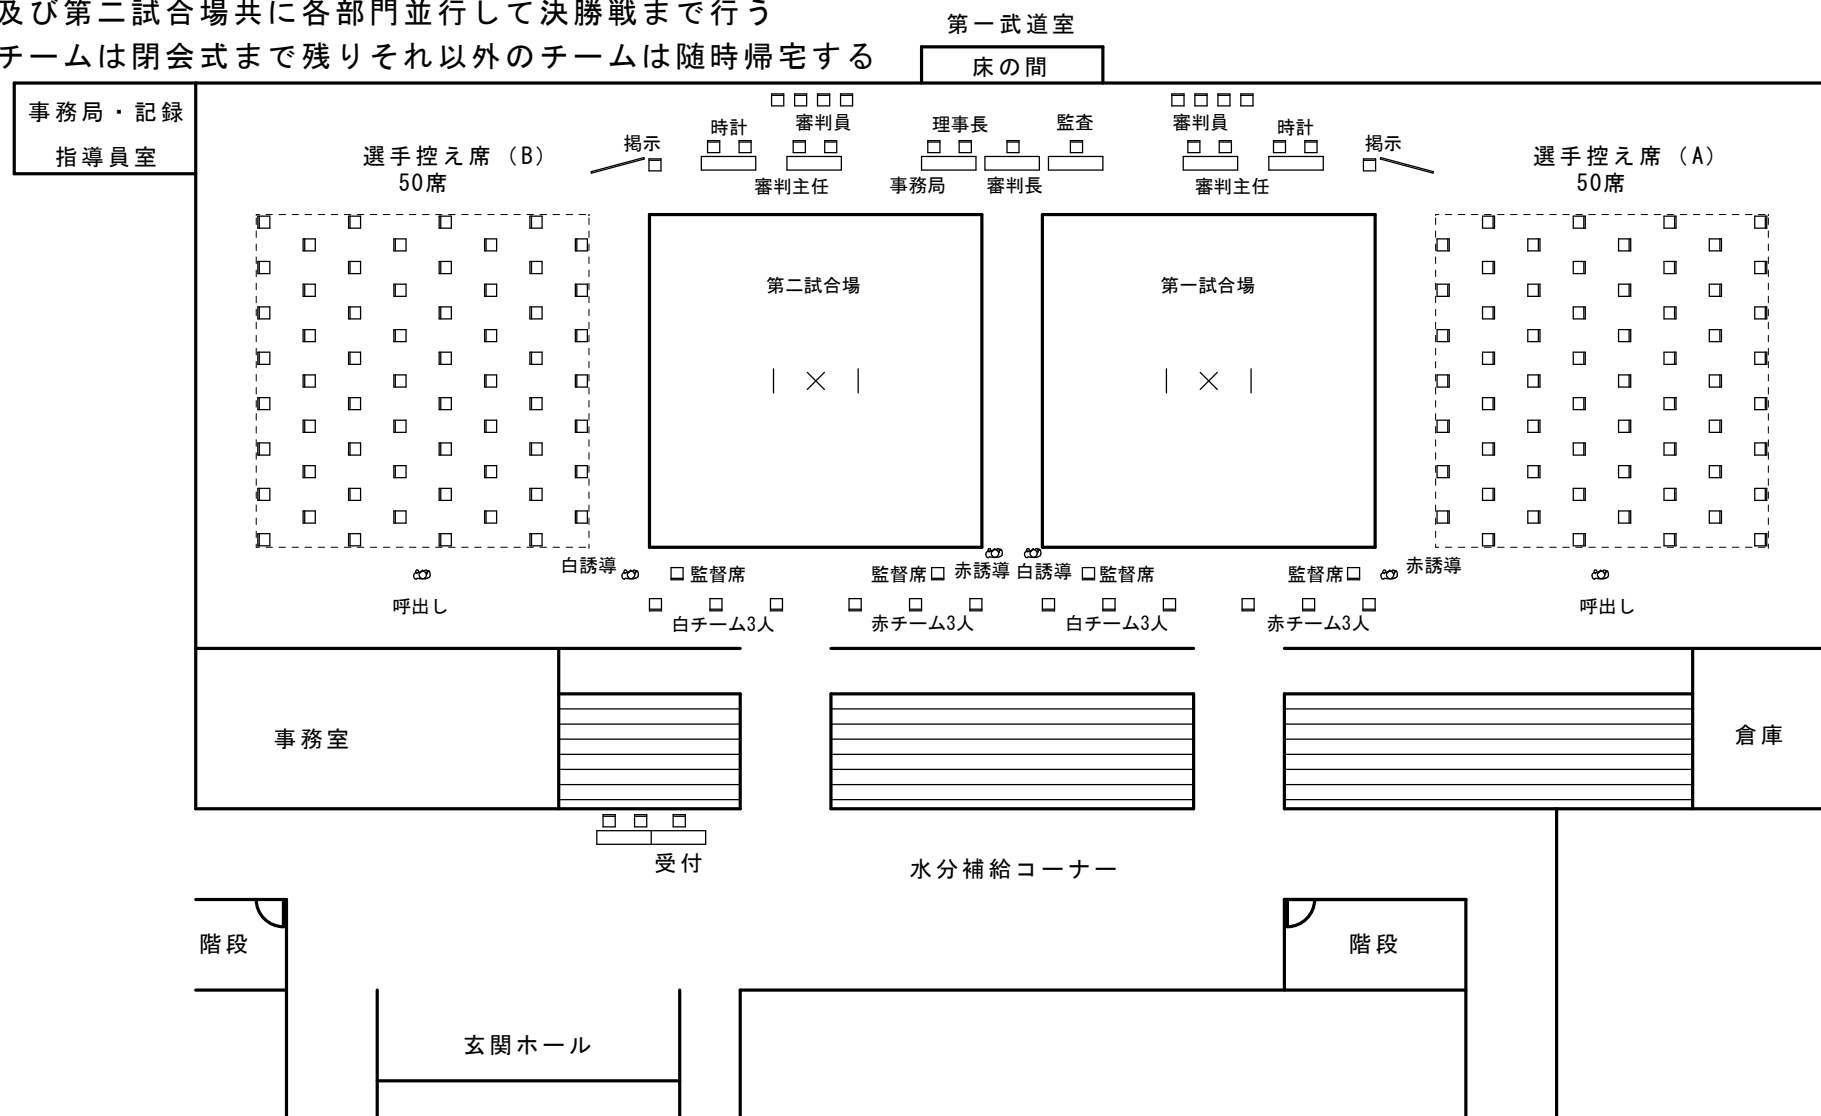 及び第二試合場共に各部門並行して決勝戦まで行う
チームは閉会式まで残りそれ以外のチームは随時帰宅する
第一武道室
床の間
事務局・記録
指導員室
選手控え席（B）
50席
掲示
時計
審判員
審判主任
理事長
事務局
審判長
監査
審判員
審判主任
時計
掲示
選手控え席（A）
50席
第二試合場
第一試合場
呼出し
白誘導
監督席
監督席
赤誘導
白誘導
監督席
監督席
赤誘導
呼出し
白チーム3人
赤チーム3人
白チーム3人
赤チーム3人
事務室
倉庫
受付
水分補給コーナー
階段
階段
玄関ホール